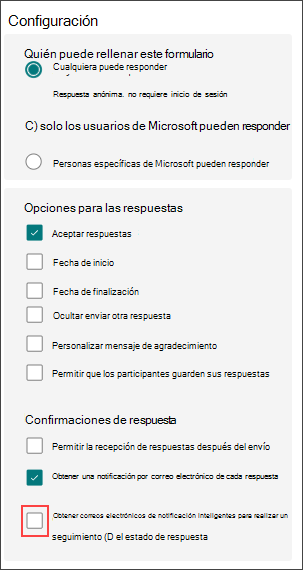 Configuración
Quién puede rellenar este formulario
Cualquiera puede responder
Respuesta anónima. no requiere inicio de sesión
C) solo los usuarios de Microsoft pueden responder
Personas específicas de Microsoft pueden responder
Opciones para las respuestas
Aceptar respuestas
Fecha de inicio
Fecha de finalización
Ocultar enviar otra respuesta
Personalizar mensaje de agradecimiento
Permitir que los participantes guarden sus respuestas
Confirmaciones de respuesta
Permitir la recepción de respuestas después del envío
Obtener una notificación por correo electrónico de cada respuesta
Obtener correos electrónicos de notificación inteligentes para realizar un
seguimiento (D el estado de respuesta